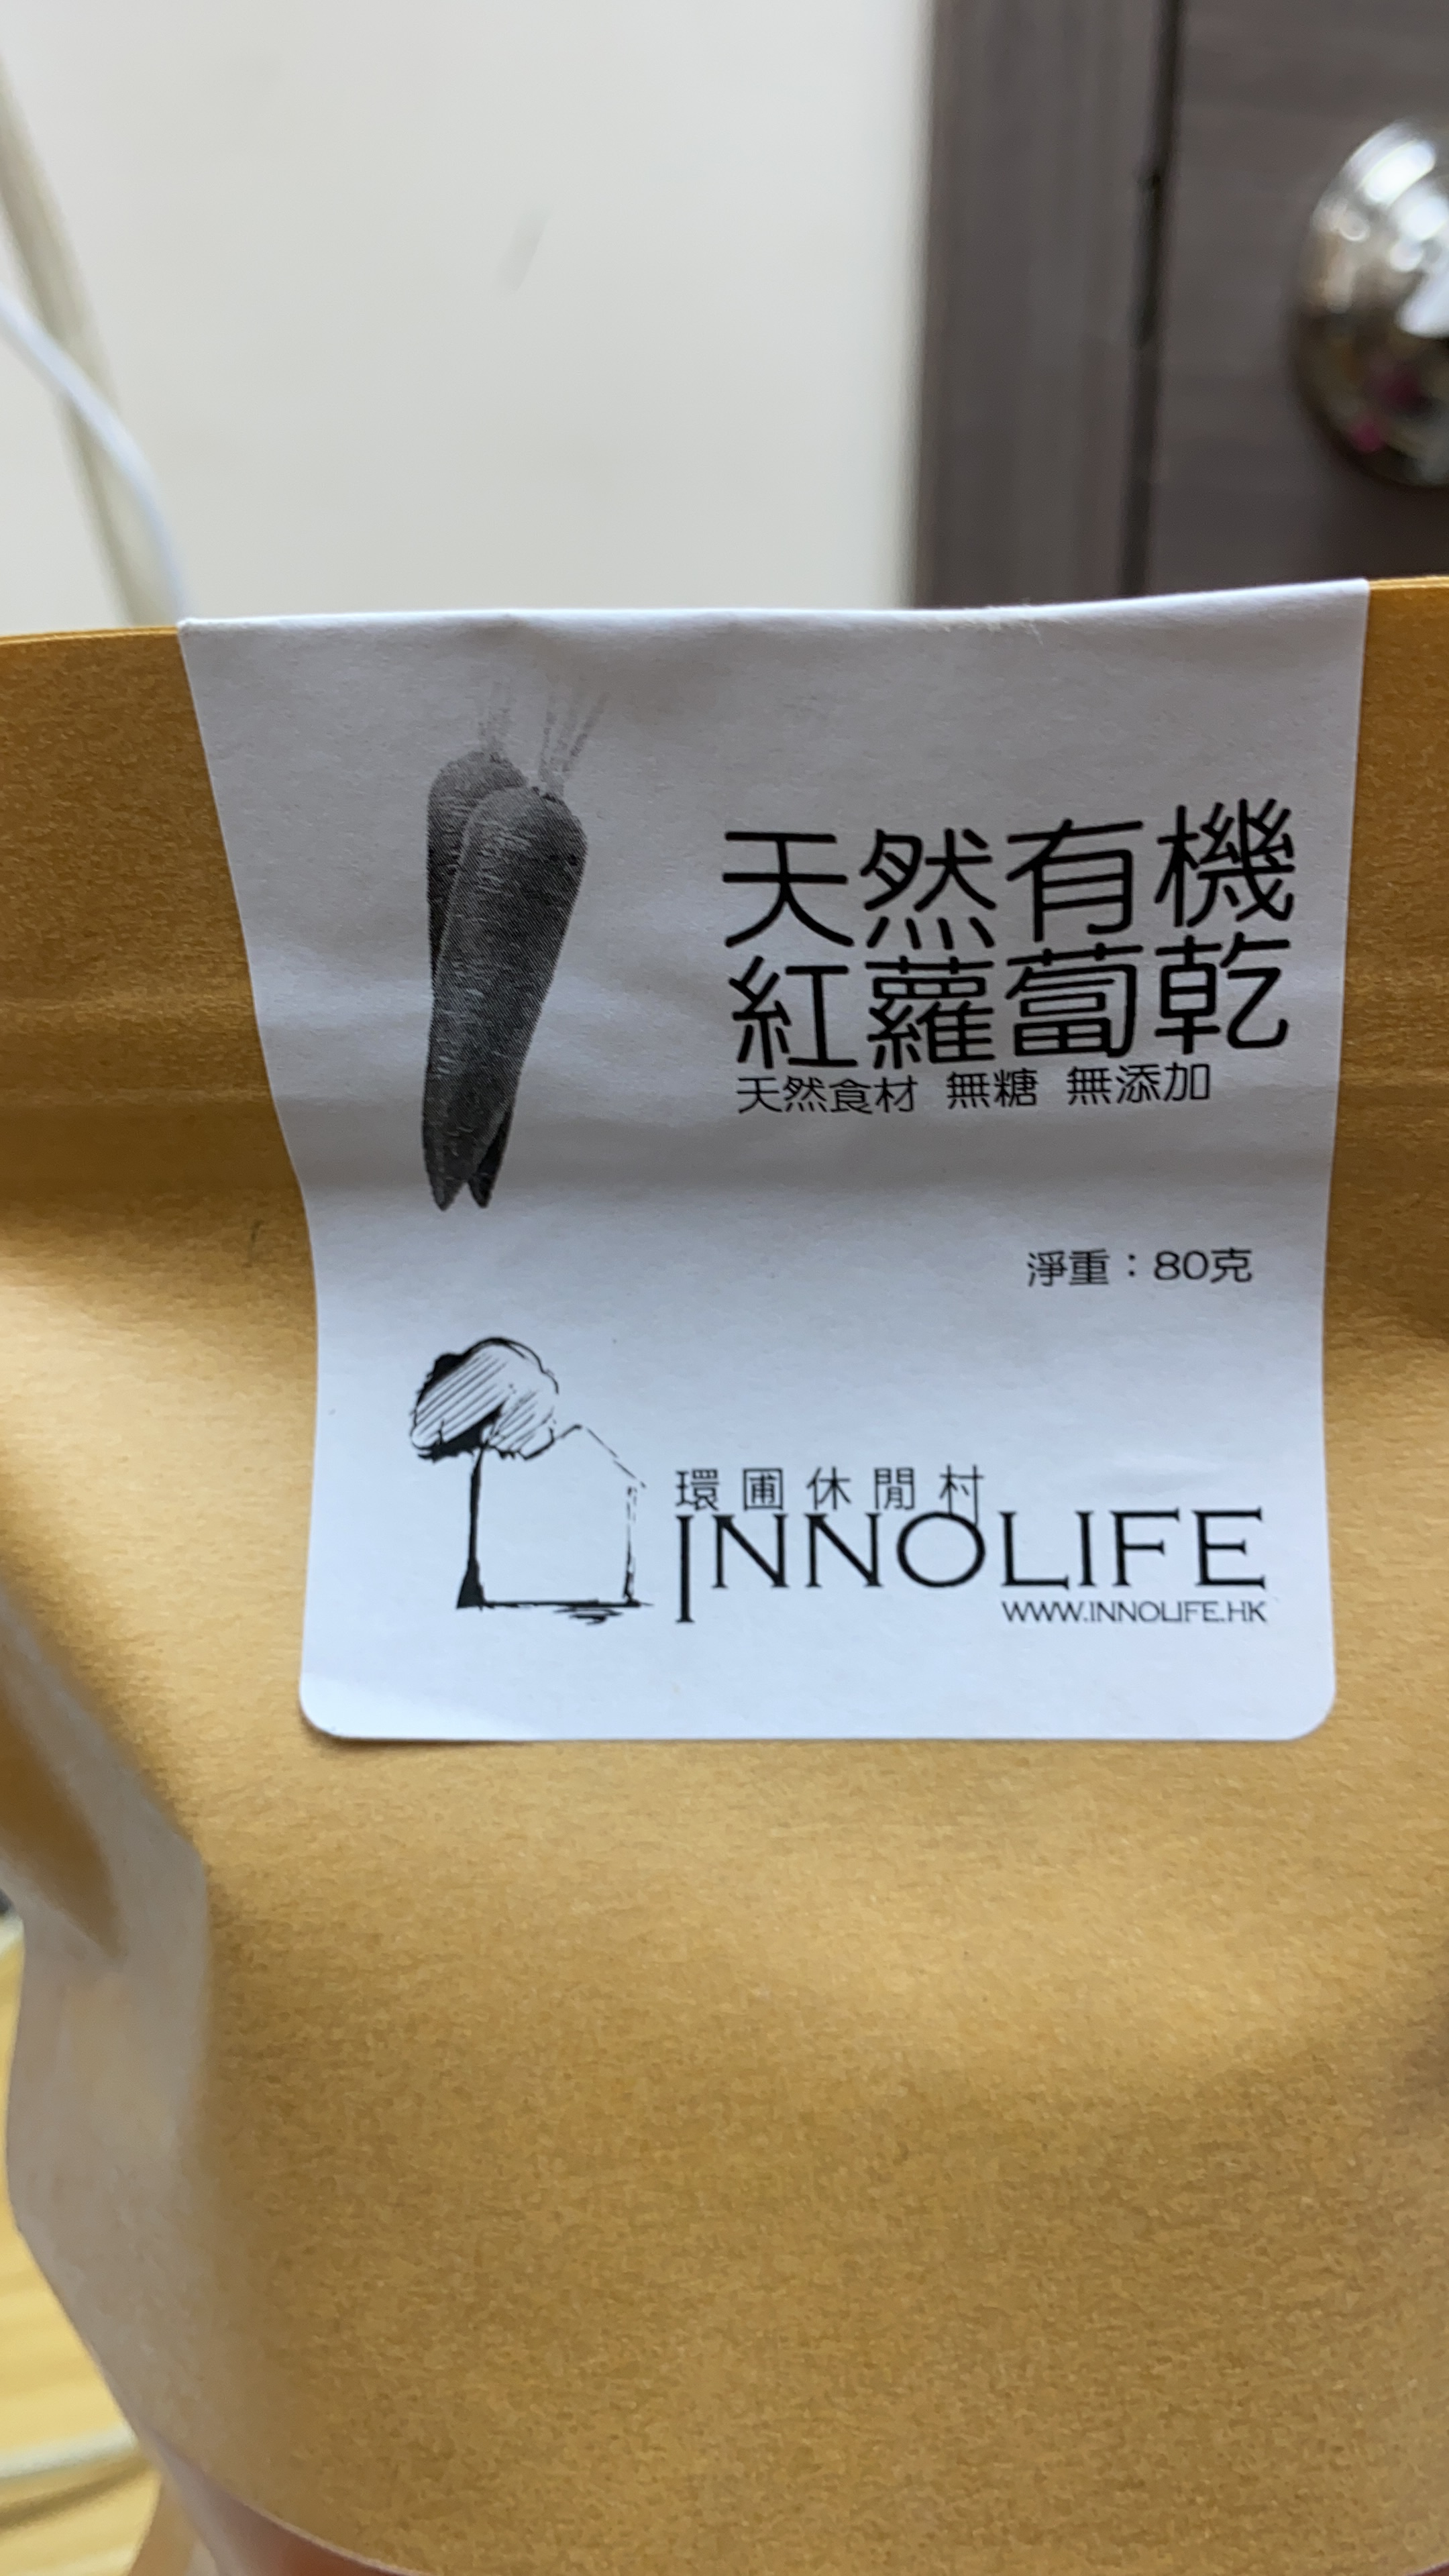 天然有機
紅蘿蔔乾
天然食材 無糖 無添加
淨重：80克
環圃休閒村
INNOLIFE
WWW.INNOLIFE.HK